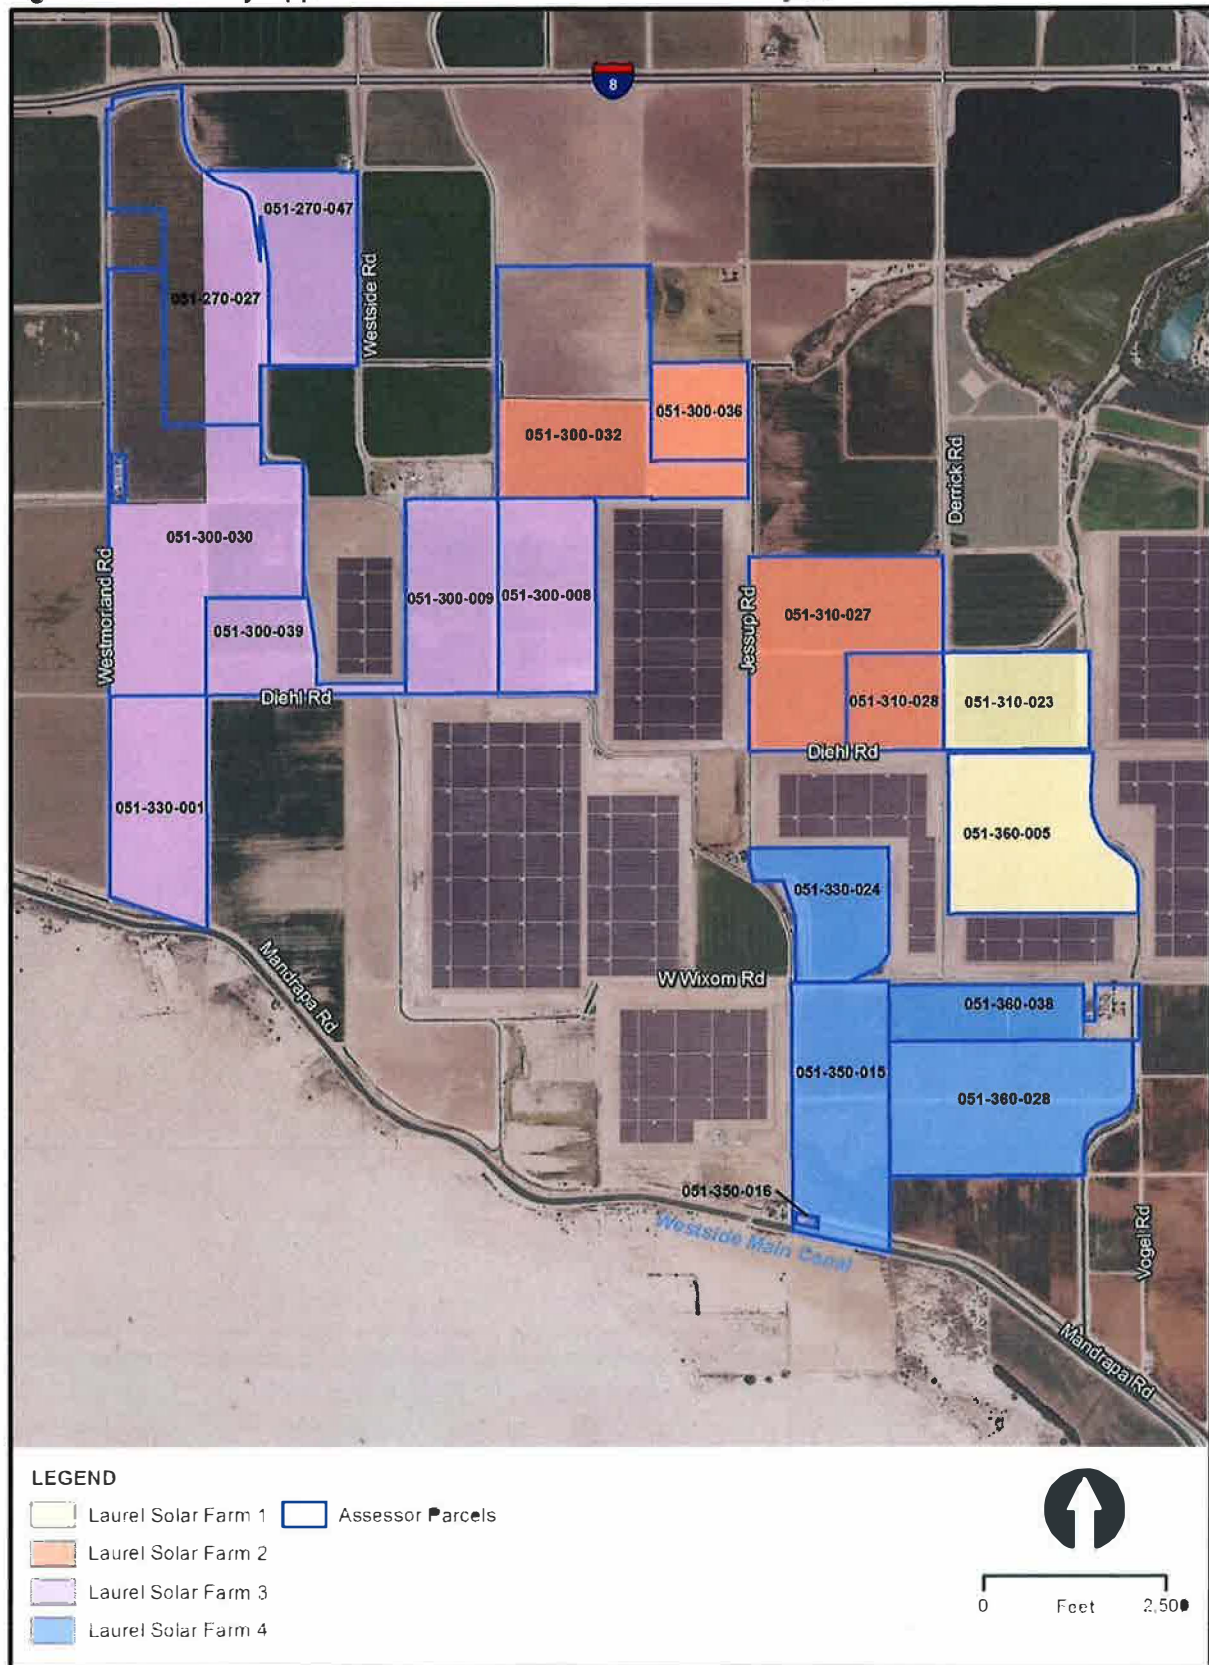 8
051-270-047
Westside Rd
051-270-027
051-300-036
051-300-032
Derrick Rd
051-300-030
Westmorland Rd
051-300-009
051-300-008
Jessup Rd
051-310-027
051-300-039
Diehl Rd
051-310-028
051-310-023
Diehl Rd
051-330-001
051-360-005
051-330-024
Mandrapa Rd
W Wixom Rd
051-360-038
051-350-015
051-360-028
051-350-016
Westside Main Canal
Vogel Rd
Mandrapa Rd
LEGEND
Laurel Solar Farm 1
Assessor Parcels
Laurel Solar Farm 2
Laurel Solar Farm 3
Laurel Solar Farm 4
0 Feet 2,500